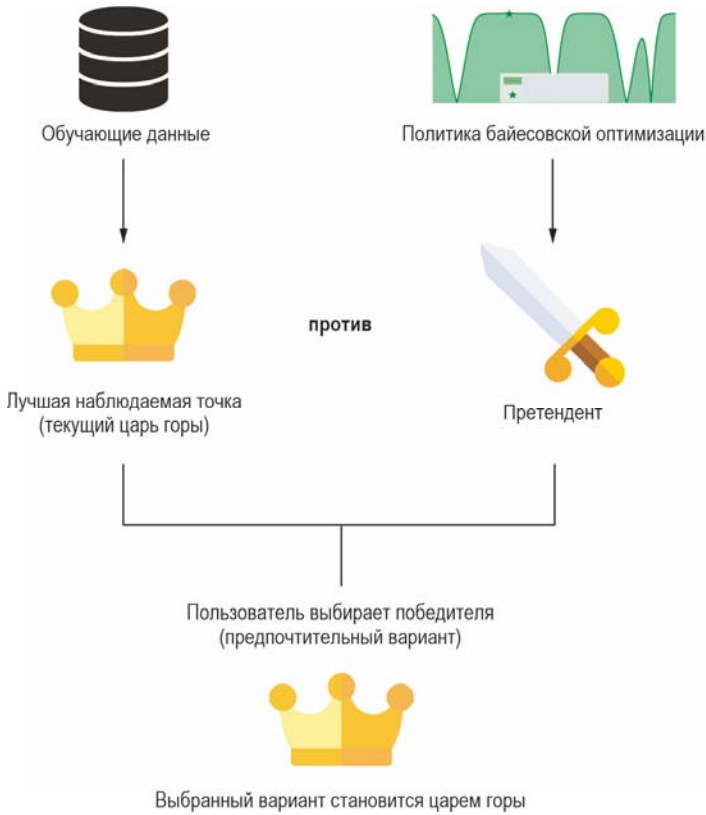 Обучающие данные
Политика байесовской оптимизации
против
Лучшая наблюдаемая точка
(текущий царь горы)
Претендент
Пользователь выбирает победителя
(предпочтительный вариант)
Выбранный вариант становится царем горы